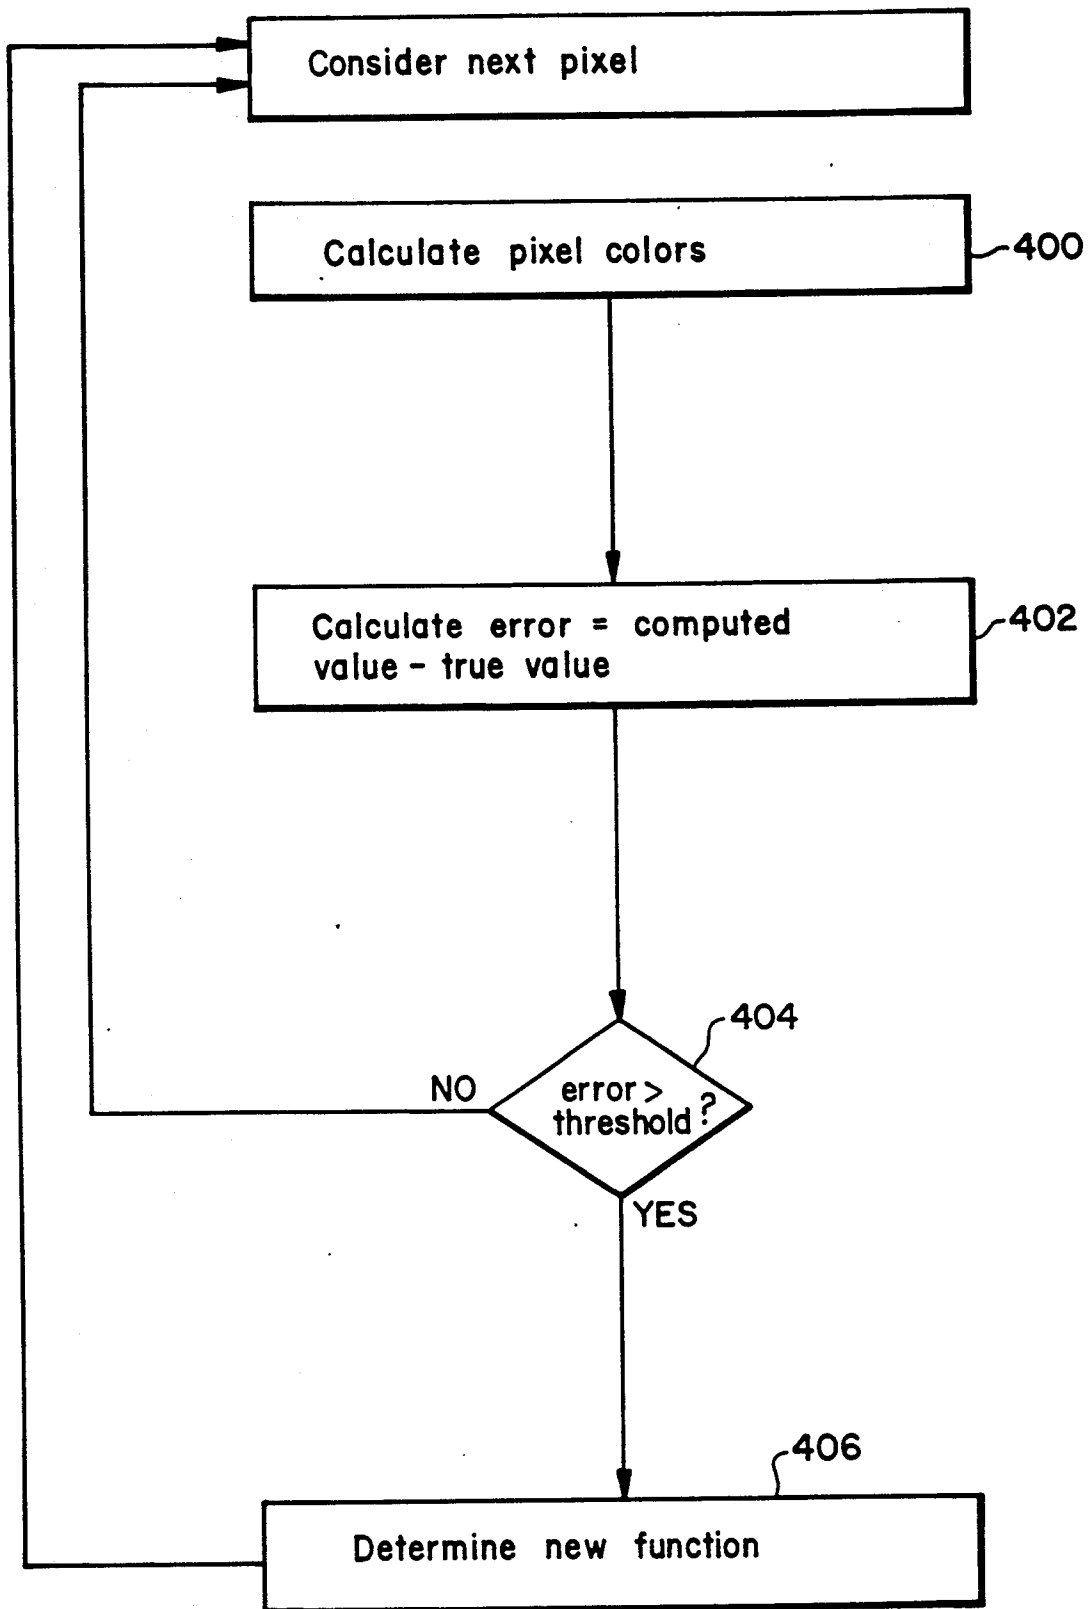 Consider next pixel
Calculate pixel colors
400
Calculate error = computed
value - true value
402
404
NO
error >
threshold ?
YES
406
Determine new function